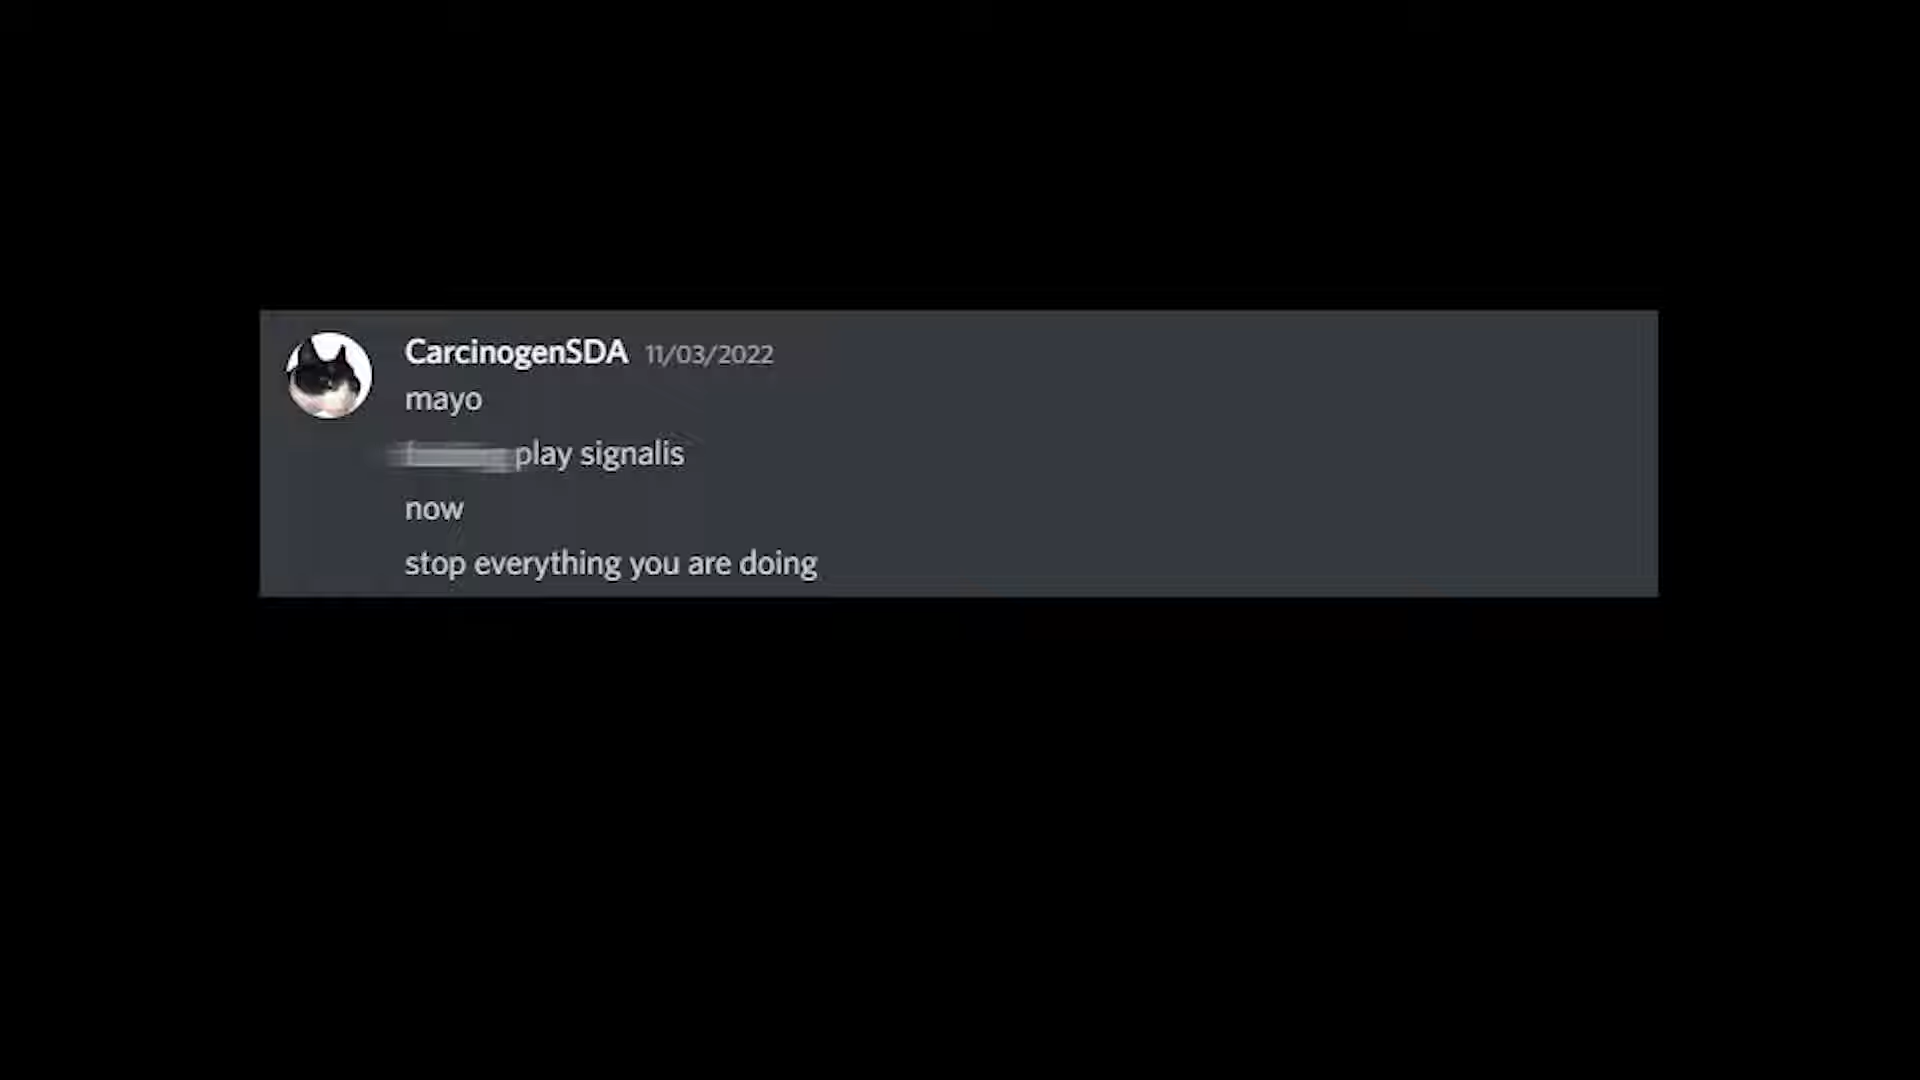 CarcinogenSDA 11/03/2022
mayo
play signalis
now
stop everything you are doing